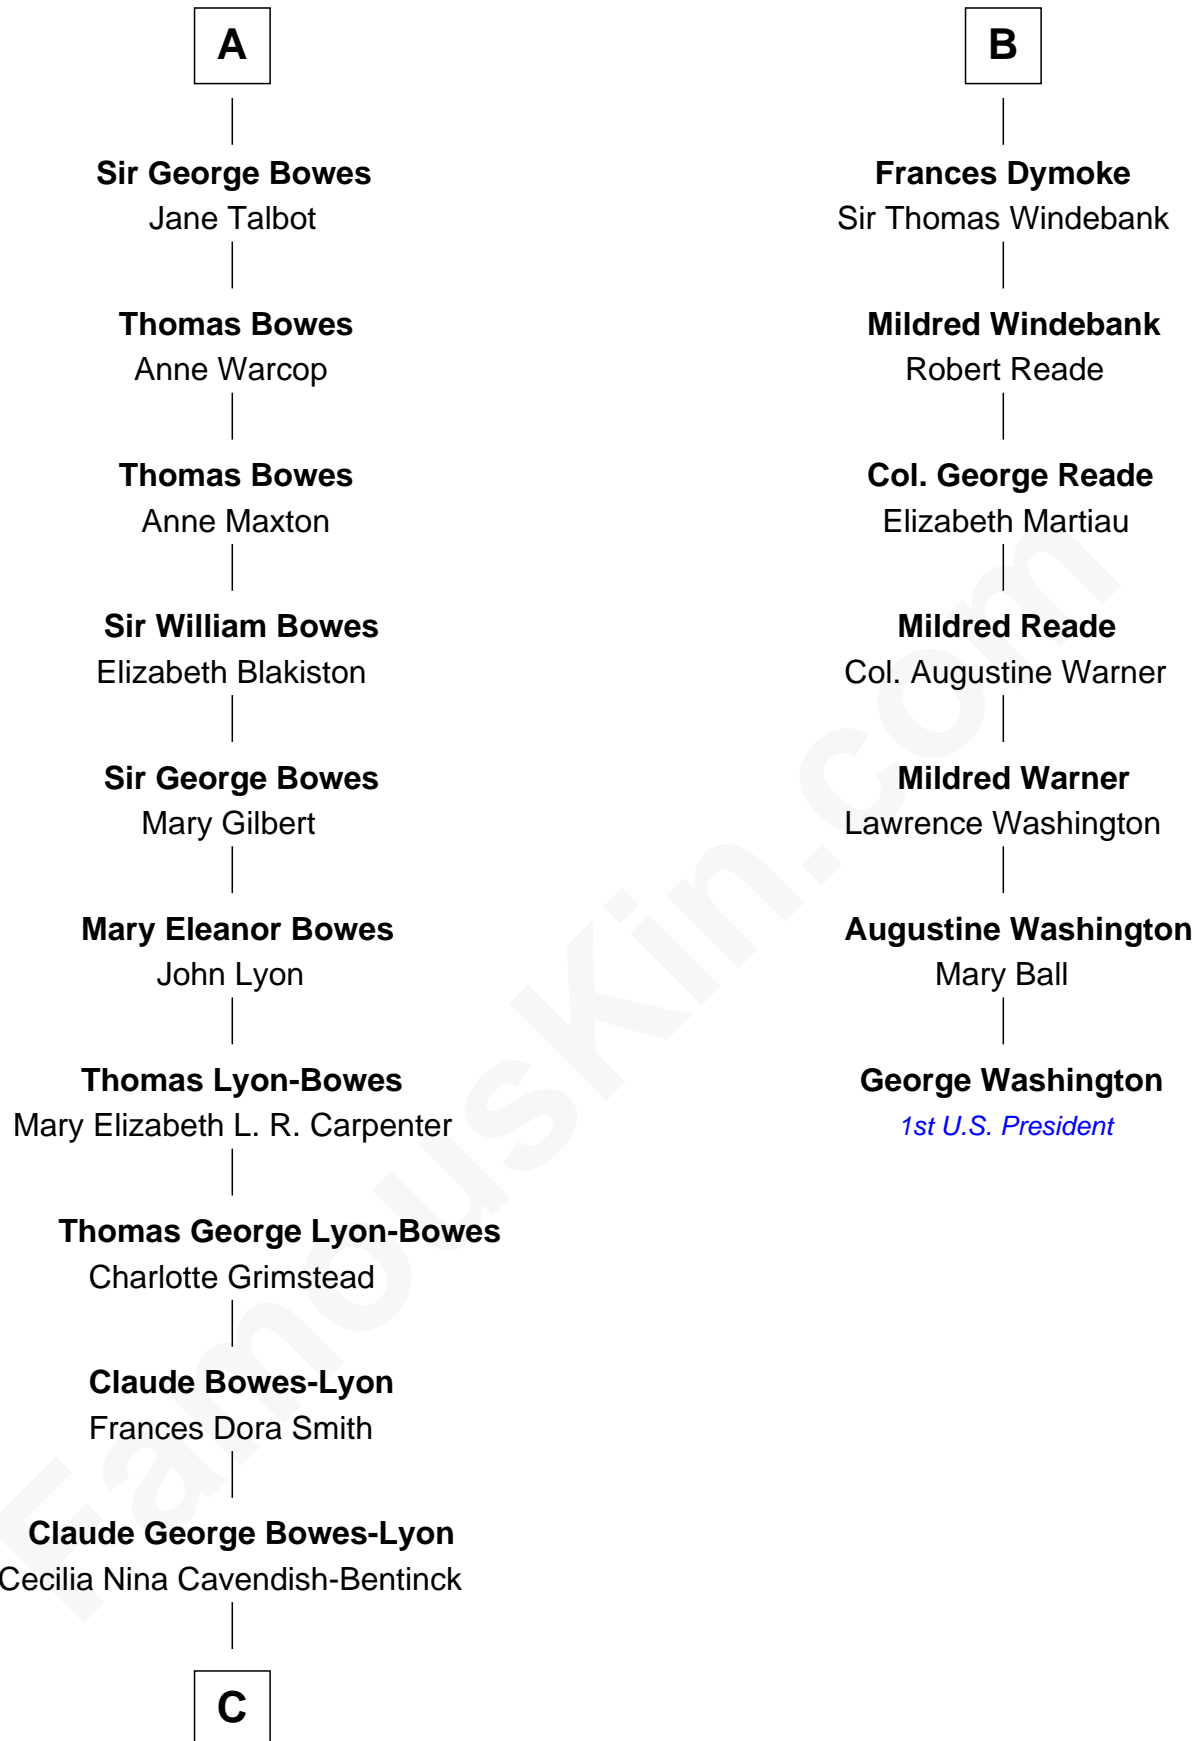 A
Sir George Bowes
Jane Talbot
Thomas Bowes
Anne Warcop
Thomas Bowes
Anne Maxton
Sir William Bowes
Elizabeth Blakiston
Sir George Bowes
Mary Gilbert
Mary Eleanor Bowes
John Lyon
Thomas Lyon-Bowes
Mary Elizabeth L. R. Carpenter
Thomas George Lyon-Bowes
Charlotte Grimstead
Claude Bowes-Lyon
Frances Dora Smith
Claude George Bowes-Lyon
Cecilia Nina Cavendish-Bentinck
C
B
Frances Dymoke
Sir Thomas Windebank
Mildred Windebank
Robert Reade
Col. George Reade
Elizabeth Martiau
Mildred Reade
Col. Augustine Warner
Mildred Warner
Lawrence Washington
Augustine Washington
Mary Ball
George Washington
1st U.S. President
FamousKin.com